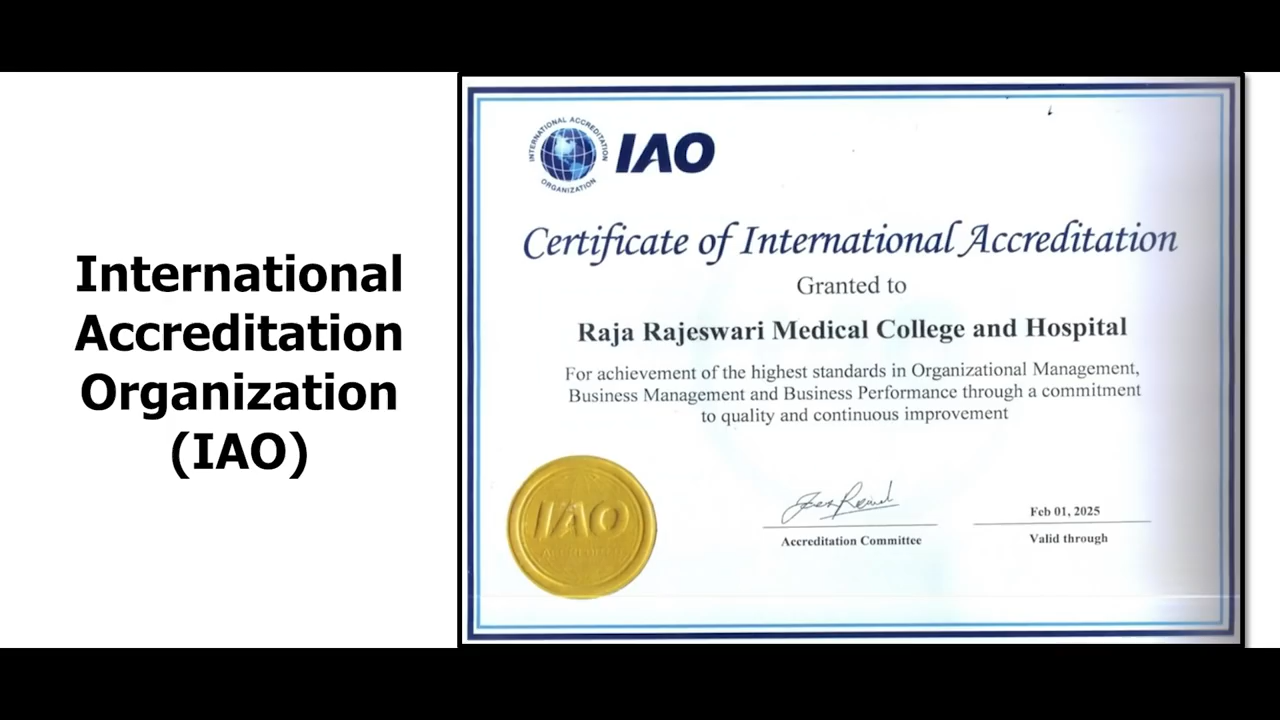 International
Accreditation
Organization
(IAO)
INTERNATIONAL ACCREDITATION
ORGANIZATION
IAO
Certificate of International Accreditation
Granted to
Raja Rajeswari Medical College and Hospital
For achievement of the highest standards in Organizational Management,
Business Management and Business Performance through a commitment
to quality and continuous improvement
IAO
Feb 01, 2025
Accreditation Committee
Valid through